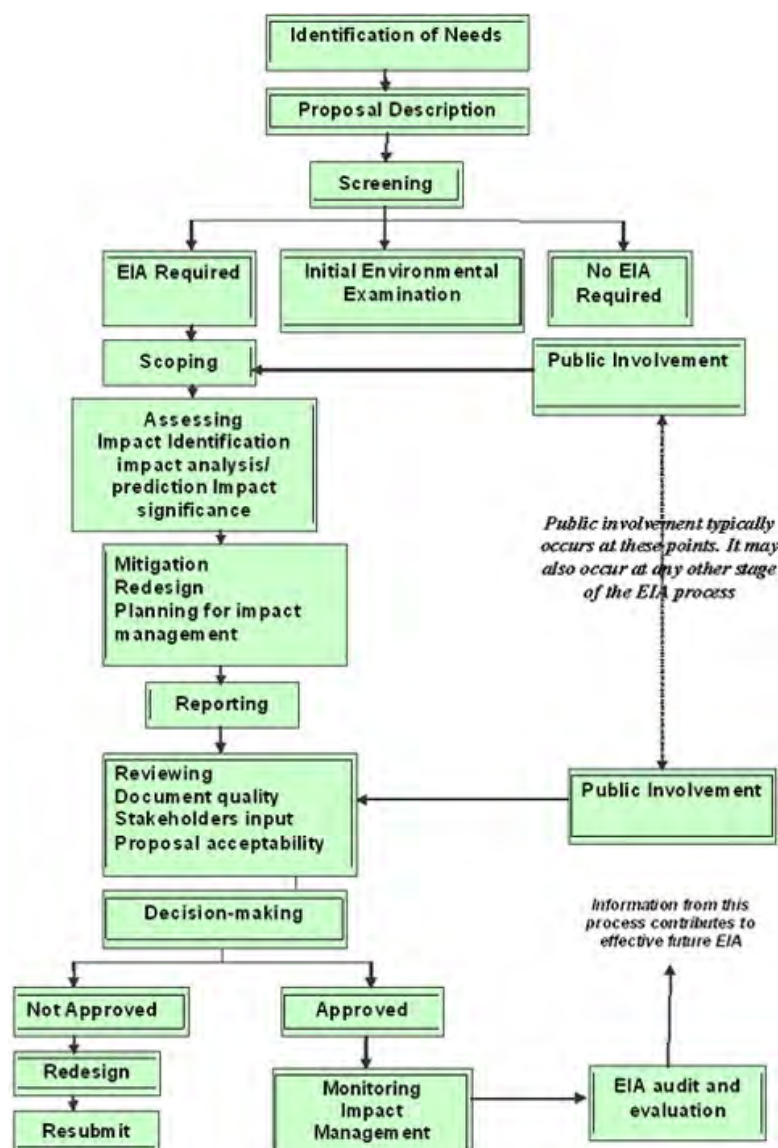 Identification of Needs
Proposal Description
Screening
EIA Required
Initial Environmental
Examination
No EIA
Required
Scoping
Public Involvement
Assessing
Impact Identification
impact analysis/
prediction Impact
significance
Public involvement typically
occurs at these points. It may
also occur at any other stage
of the EIA process
Mitigation
Redesign
Planning for impact
management
Reporting
Reviewing
Document quality
Stakeholders input
Proposal acceptability
Public Involvement
Decision-making
Information from this
process contributes to
effective future EIA
Not Approved
Approved
Redesign
Resubmit
Monitoring
Impact
Management
EIA audit and
evaluation